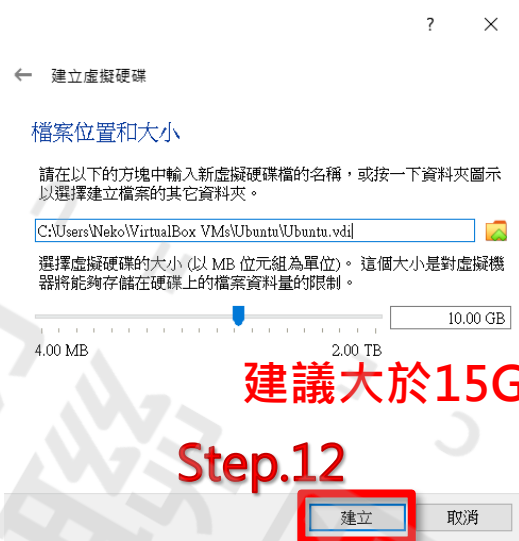 ? ×
← 建立虛擬硬碟
檔案位置和大小
請在以下的方塊中輸入新虛擬硬碟檔的名稱，或按一下資料夾圖示
以選擇建立檔案的其它資料夾。
C:\Users\Neko\VirtualBox VMs\Ubuntu\Ubuntu.vdi
選擇虛擬硬碟的大小 (以 MB 位元組為單位)。 這個大小是對虛擬機
器將能夠存儲在硬碟上的檔案資料量的限制。
10.00 GB
4.00 MB 2.00 TB
建議大於15G
Step.12
建立 取消